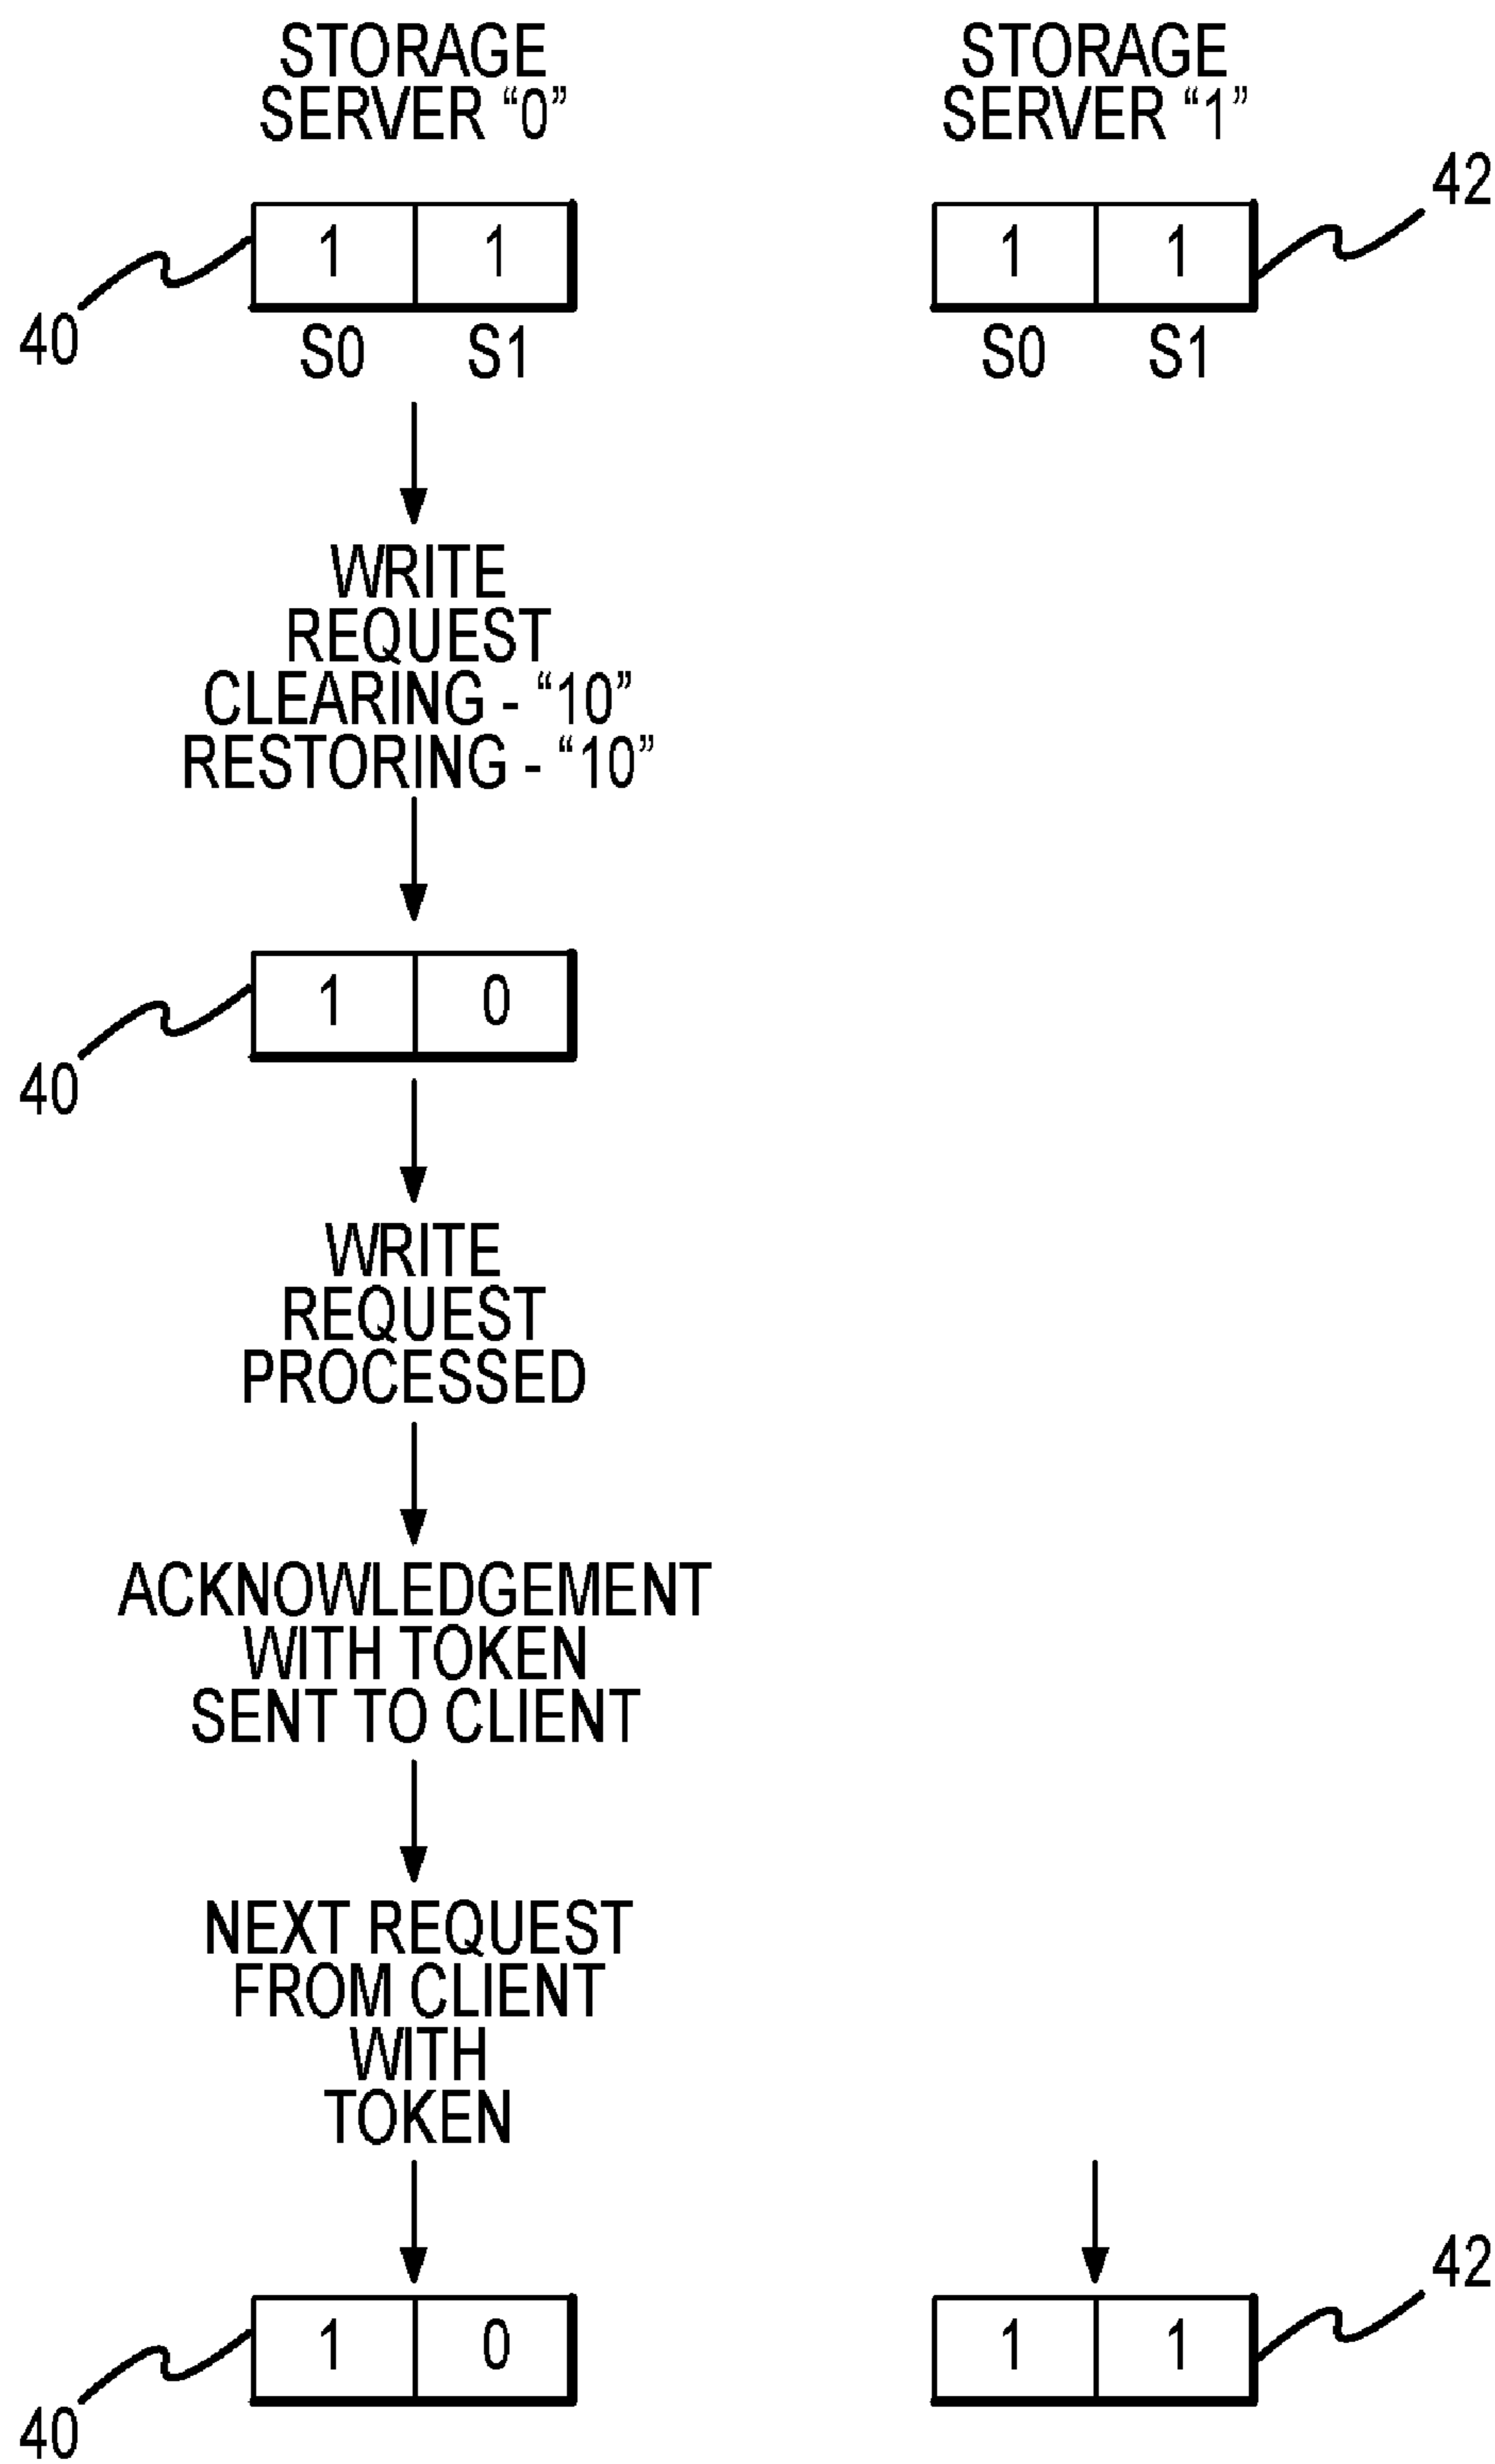 STORAGE
SERVER “0”
STORAGE
SERVER “1”
42
1 1
1 1
40
S0 S1
S0 S1
WRITE
REQUEST
CLEARING - “10”
RESTORING - “10”
1 0
40
WRITE
REQUEST
PROCESSED
ACKNOWLEDGEMENT
WITH TOKEN
SENT TO CLIENT
NEXT REQUEST
FROM CLIENT
WITH
TOKEN
42
1 0
1 1
40